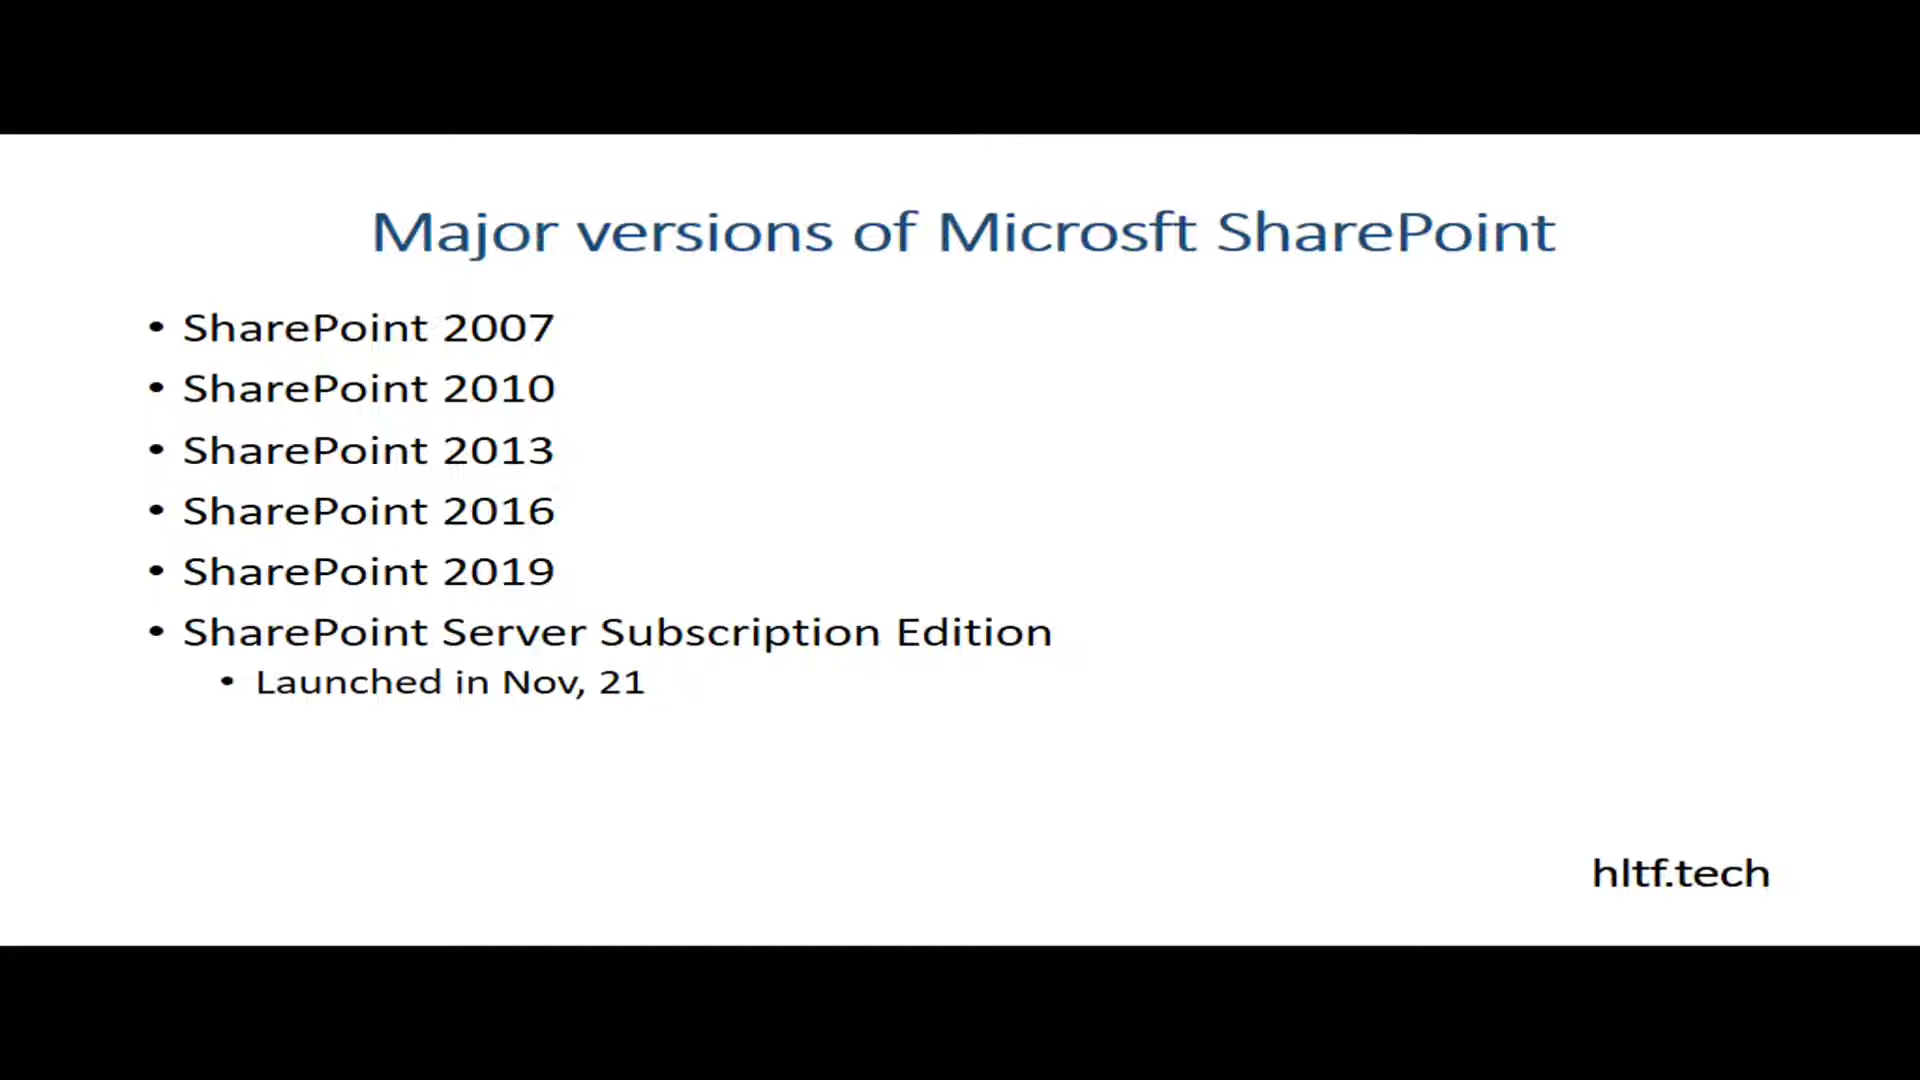 Major versions of Microsft SharePoint
• SharePoint 2007
• SharePoint 2010
• SharePoint 2013
• SharePoint 2016
• SharePoint 2019
• SharePoint Server Subscription Edition
• Launched in Nov, 21
hltf.tech